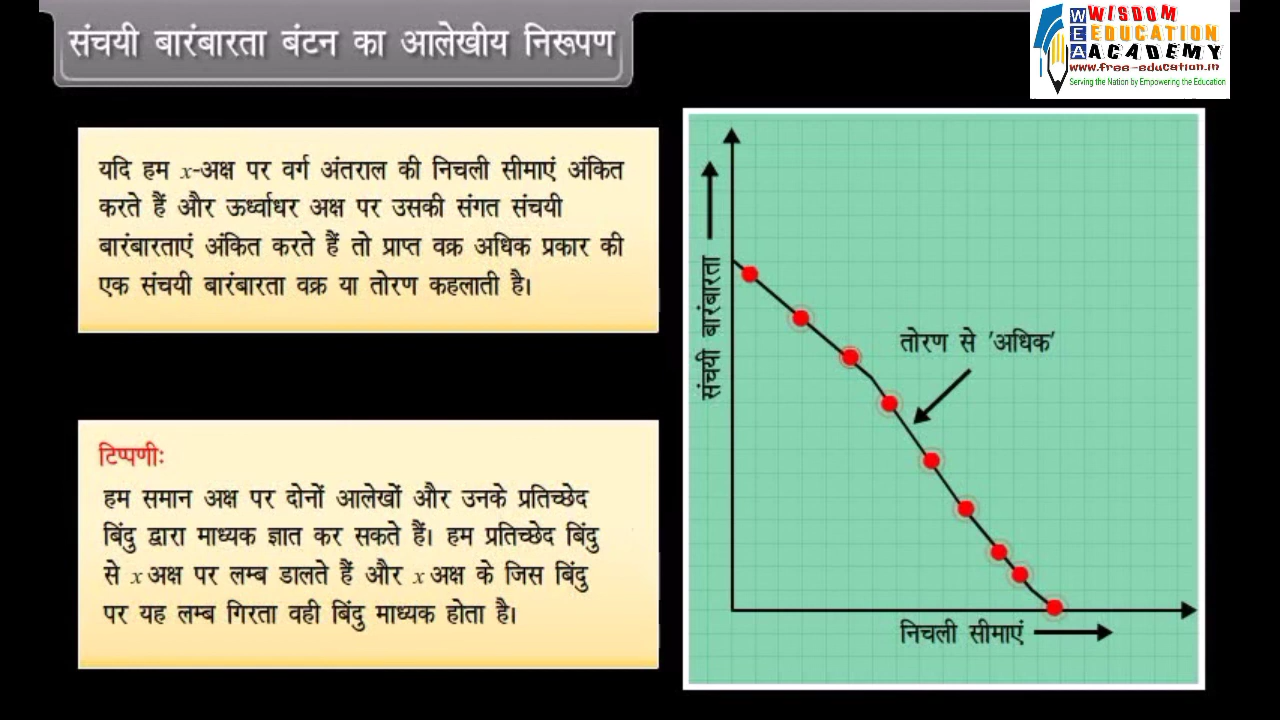 संचयी बारंबारता बंटन का आलेखीय निरूपण
WEA
WISDOM
EDUCATION
ACADEMY
www.free-education.in
Serving the Nation by Empowering the Education
यदि हम x-अक्ष पर वर्ग अंतराल की निचली सीमाएं अंकित
करते हैं और ऊर्ध्वाधर अक्ष पर उसकी संगत संचयी
बारंबारताएं अंकित करते हैं तो प्राप्त वक्र अधिक प्रकार की
एक संचयी बारंबारता वक्र या तोरण कहलाती है।
टिप्पणीः
हम समान अक्ष पर दोनों आलेखों और उनके प्रतिच्छेद
बिंदु द्वारा माध्यक ज्ञात कर सकते हैं। हम प्रतिच्छेद बिंदु
से x अक्ष पर लम्ब डालते हैं और x अक्ष के जिस बिंदु
पर यह लम्ब गिरता वही बिंदु माध्यक होता है।
संचयी बारंबारता
तोरण से 'अधिक'
निचली सीमाएं